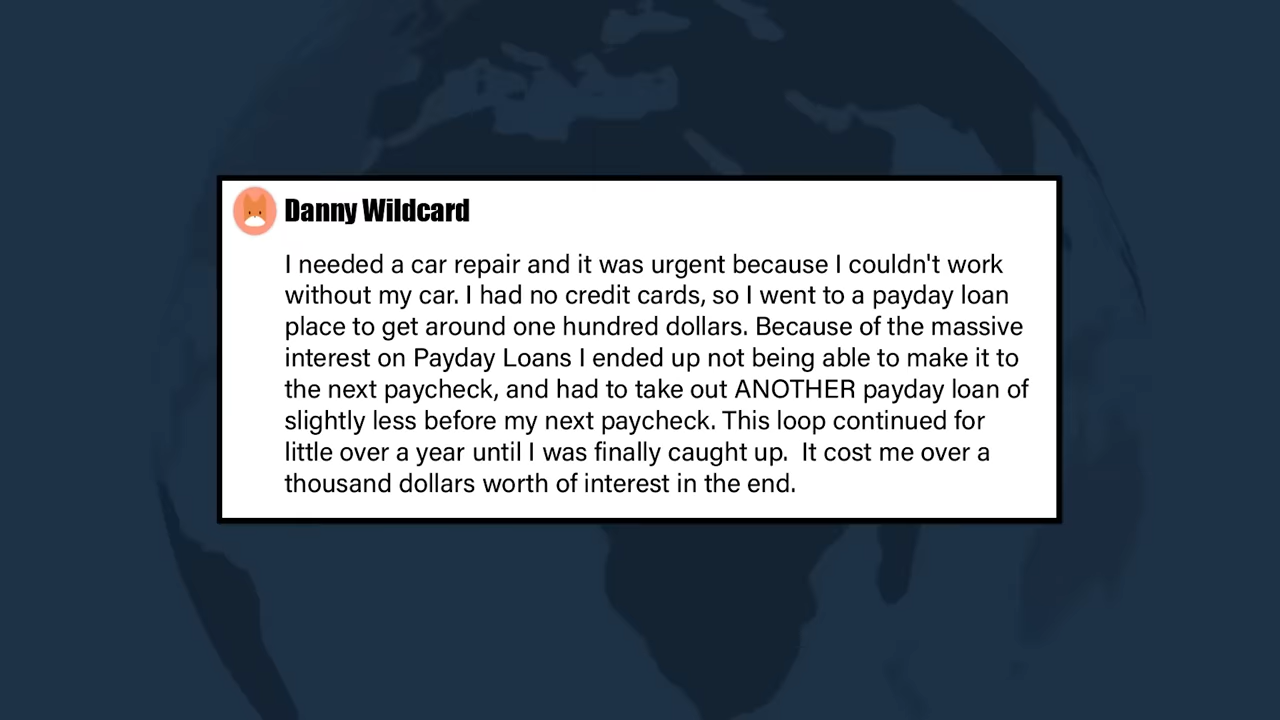 Danny Wildcard
I needed a car repair and it was urgent because I couldn't work
without my car. I had no credit cards, so I went to a payday loan
place to get around one hundred dollars. Because of the massive
interest on Payday Loans I ended up not being able to make it to
the next paycheck, and had to take out ANOTHER payday loan of
slightly less before my next paycheck. This loop continued for
little over a year until I was finally caught up.  It cost me over a
thousand dollars worth of interest in the end.